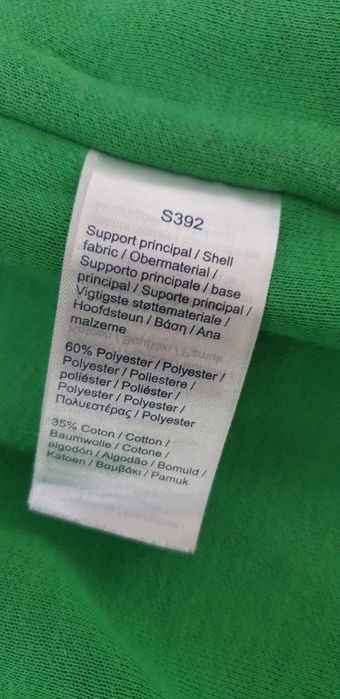 S392
Support principal / Shell
fabric / Obermaterial /
Supporto principale / base
principal / Suporte principal /
Vigtigste støttemateriale /
Hoofdsteun / Βάση / Ana
malzeme
60% Polyester / Polyester /
Polyester / Poliestere /
poliéster / Poliéster /
Polyester / Polyester /
Πολυεστέρας / Polyester
35% Coton / Cotton /
Baumwolle / Cotone /
algodón / Algodão / Bomuld /
Katoen / Βαμβάκι / Pamuk